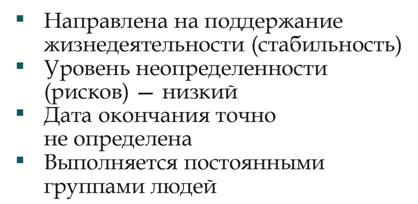 ▪ Направлена на поддержание
жизнедеятельности (стабильность)
▪ Уровень неопределенности
(рисков) — низкий
▪ Дата окончания точно
не определена
▪ Выполняется постоянными
группами людей